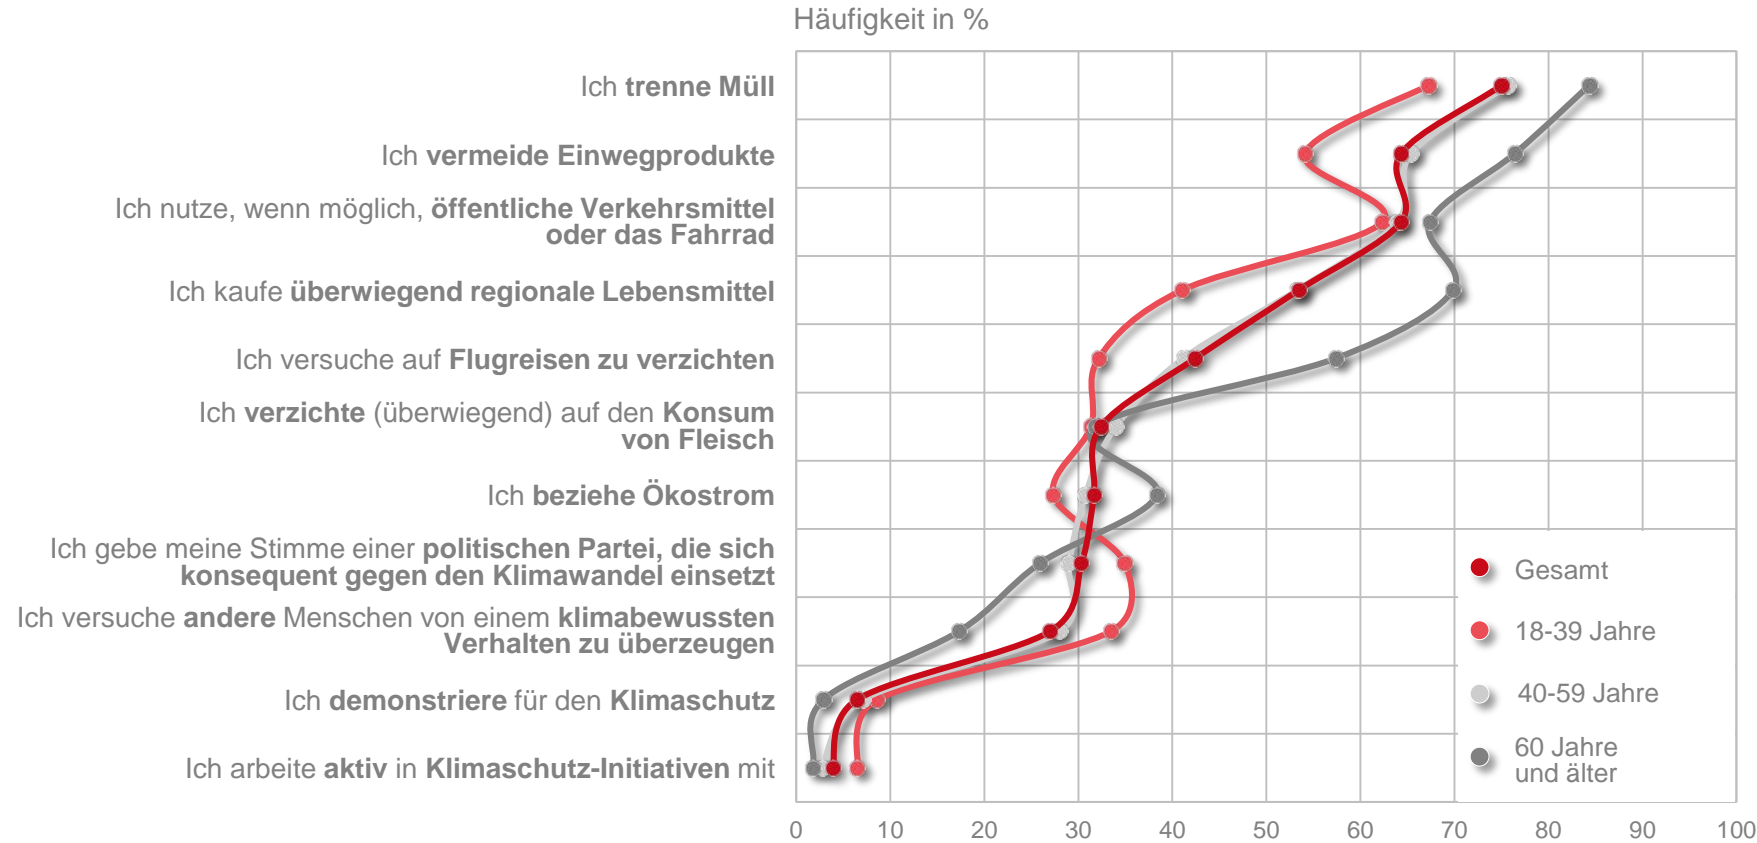 Häufigkeit in %
Ich trenne Müll
Ich vermeide Einwegprodukte
Ich nutze, wenn möglich, öffentliche Verkehrsmittel
oder das Fahrrad
Ich kaufe überwiegend regionale Lebensmittel
Ich versuche auf Flugreisen zu verzichten
Ich verzichte (überwiegend) auf den Konsum
von Fleisch
Ich beziehe Ökostrom
Ich gebe meine Stimme einer politischen Partei, die sich
konsequent gegen den Klimawandel einsetzt
Ich versuche andere Menschen von einem klimabewussten
Verhalten zu überzeugen
Ich demonstriere für den Klimaschutz
Ich arbeite aktiv in Klimaschutz-Initiativen mit
Gesamt
18-39 Jahre
40-59 Jahre
60 Jahre
und älter
0 10 20 30 40 50 60 70 80 90 100